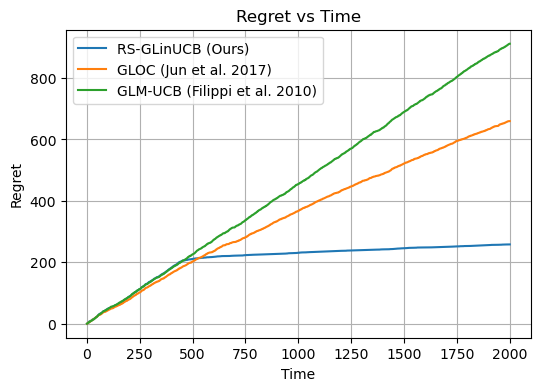 Regret vs Time
RS-GLinUCB (Ours)
GLOC (Jun et al. 2017)
GLM-UCB (Filippi et al. 2010)
Regret
800
600
400
200
0
0 250 500 750 1000 1250 1500 1750 2000
Time